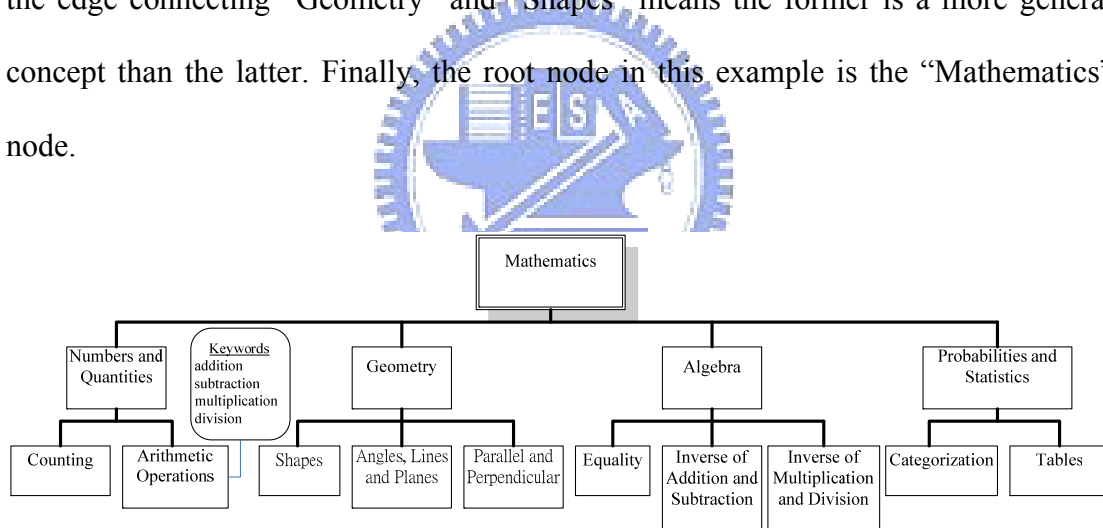 the edge connecting “Geometry” and “Shapes” means the former is a more genera
concept than the latter. Finally, the root node in this example is the “Mathematics”
node.
ESA
Mathematics
Numbers and
Quantities
Keywords
addition
subtraction
multiplication
division
Geometry
Algebra
Probabilities and
Statistics
Counting
Arithmetic
Operations
Shapes
Angles, Lines
and Planes
Parallel and
Perpendicular
Equality
Inverse of
Addition and
Subtraction
Inverse of
Multiplication
and Division
Categorization
Tables